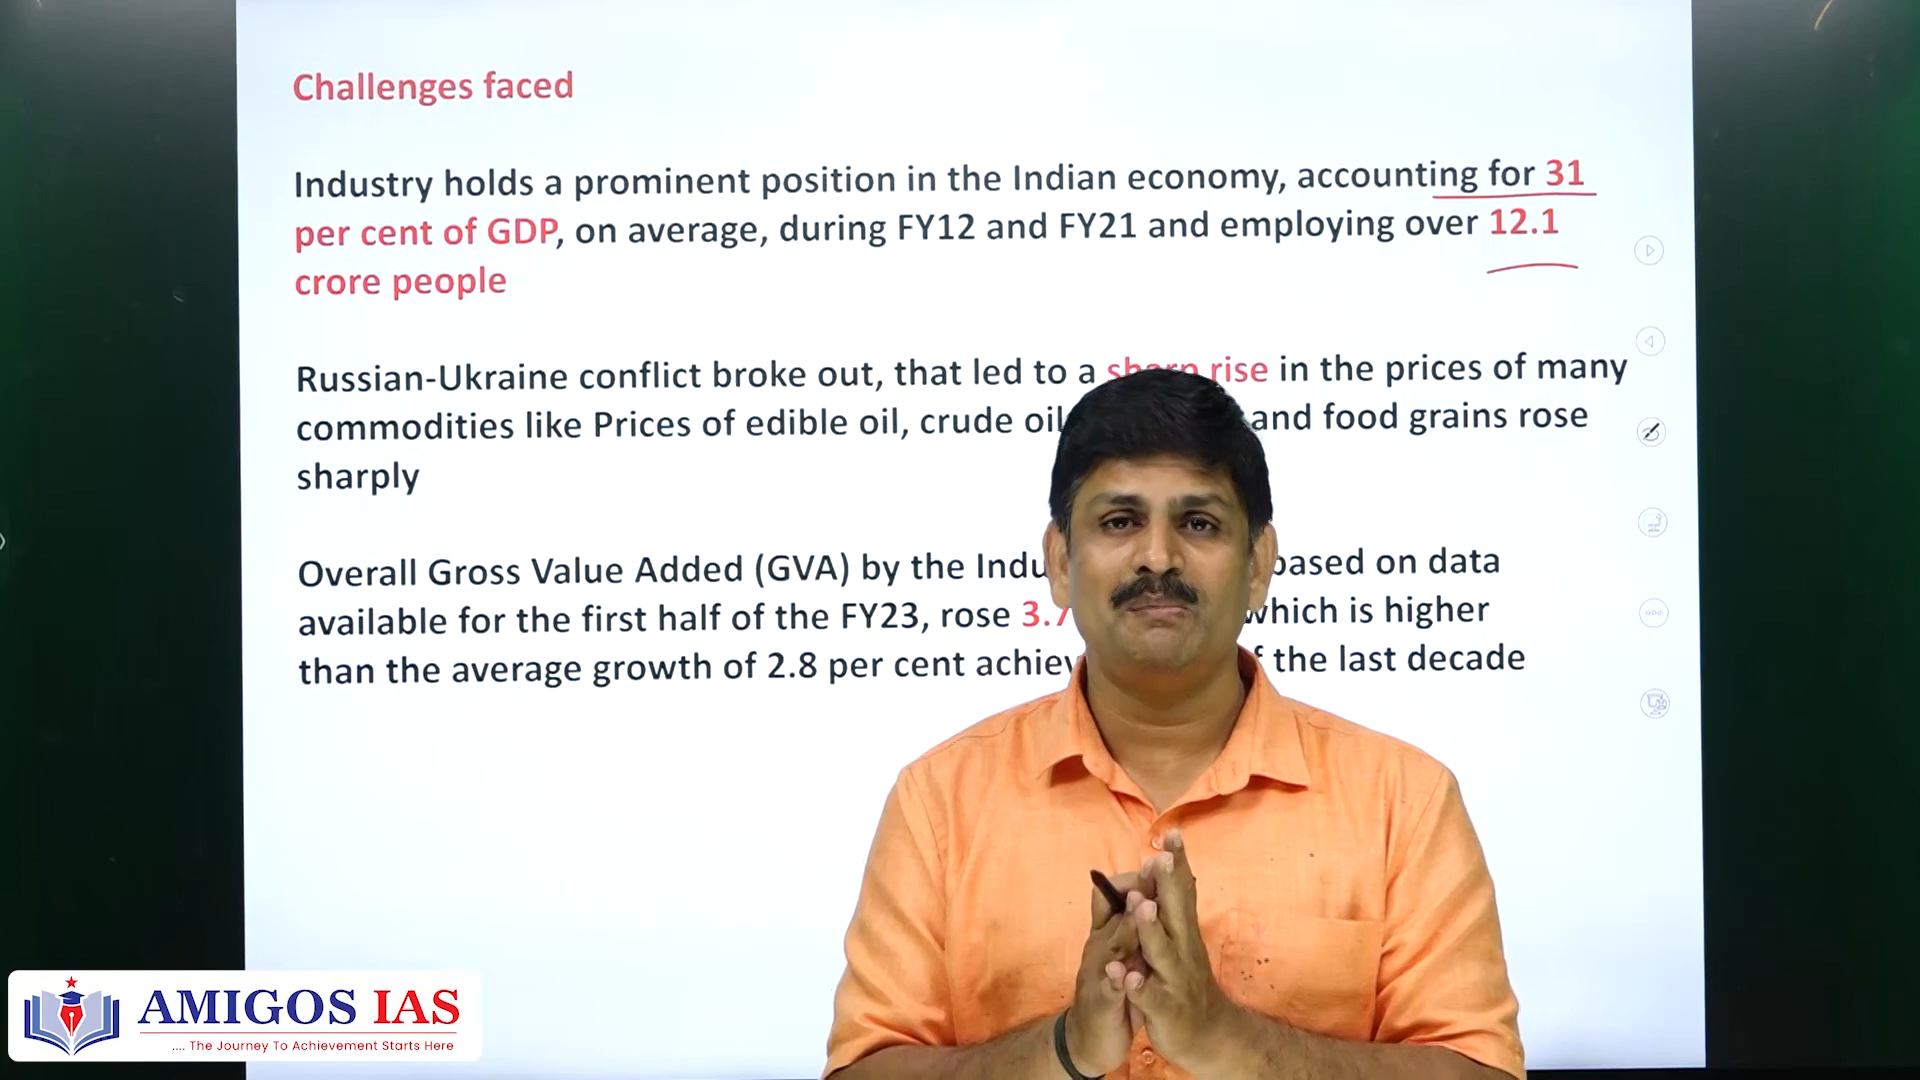 Challenges faced
Industry holds a prominent position in the Indian economy, accounting for 31
per cent of GDP, on average, during FY12 and FY21 and employing over 12.1
crore people
Russian-Ukraine conflict broke out, that led to a sharp rise in the prices of many
commodities like Prices of edible oil, crude oil and food grains rose
sharply
Overall Gross Value Added (GVA) by the based on data
available for the first half of the FY23, rose which is higher
than the average growth of 2.8 per cent the last decade
AMIGOS IAS
.... The Journey To Achievement Starts Here